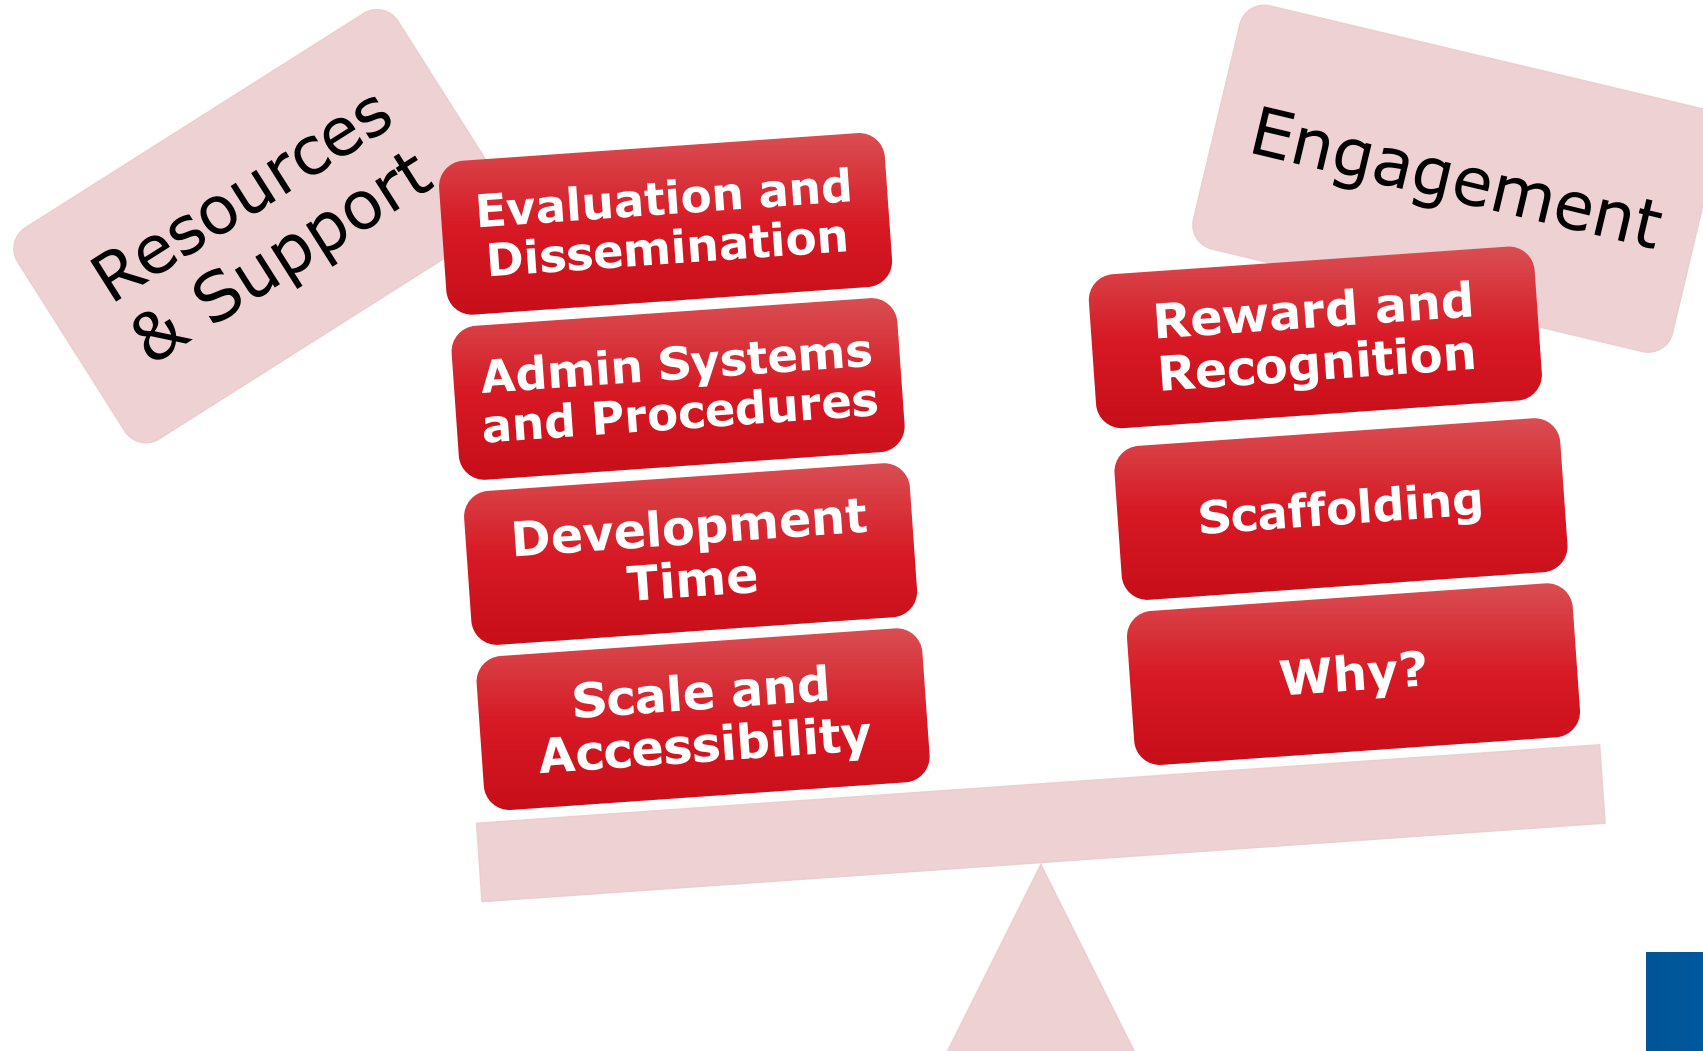 Resources
& Support
Evaluation and
Dissemination
Admin Systems
and Procedures
Development
Time
Scale and
Accessibility
Engagement
Reward and
Recognition
Scaffolding
Why?